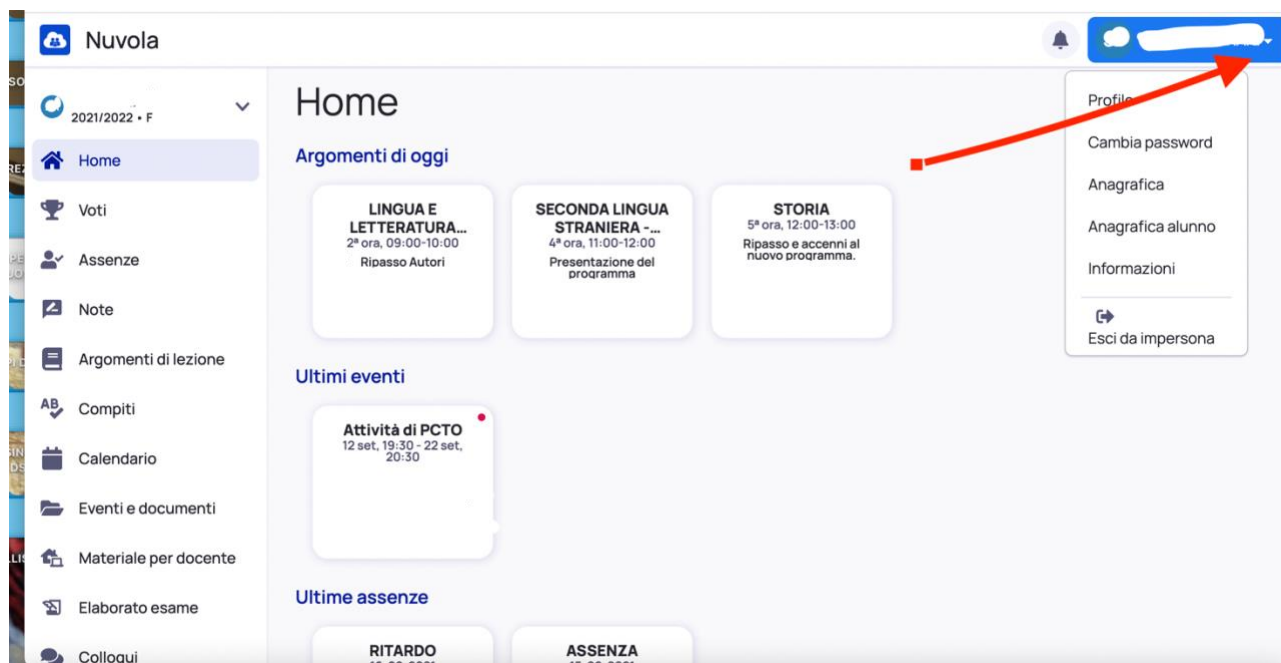 Nuvola
2021/2022 • F
Home
Voti
Assenze
Note
Argomenti di lezione
Compiti
Calendario
Eventi e documenti
Materiale per docente
Elaborato esame
Colloqui
Home
Argomenti di oggi
LINGUA E
LETTERATURA...
2ª ora, 09:00-10:00
Ripasso Autori
SECONDA LINGUA
STRANIERA -...
4ª ora, 11:00-12:00
Presentazione del
programma
STORIA
5ª ora, 12:00-13:00
Ripasso e accenni al
nuovo programma.
Ultimi eventi
Attività di PCTO
12 set, 19:30 - 22 set,
20:30
Ultime assenze
RITARDO
ASSENZA
Profilo
Cambia password
Anagrafica
Anagrafica alunno
Informazioni
Esci da impersona